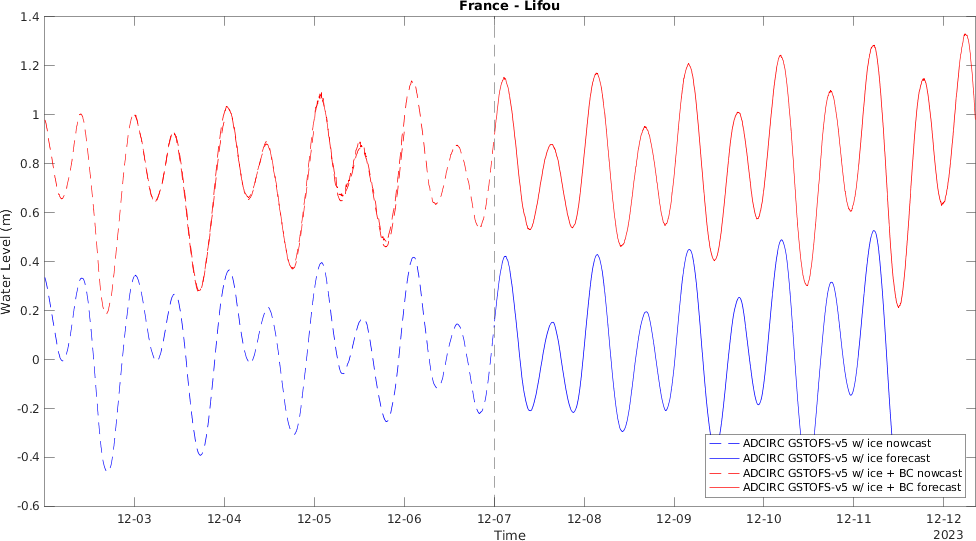 France - Lifou
1.4
1.2
1
0.8
0.6
0.4
0.2
0
-0.2
-0.4
-0.6
Water Level (m)
ADCIRC GSTOFS-v5 w/ ice nowcast
ADCIRC GSTOFS-v5 w/ ice forecast
ADCIRC GSTOFS-v5 w/ ice + BC nowcast
ADCIRC GSTOFS-v5 w/ ice + BC forecast
12-03 12-04 12-05 12-06 12-07 12-08 12-09 12-10 12-11 12-12
Time 2023